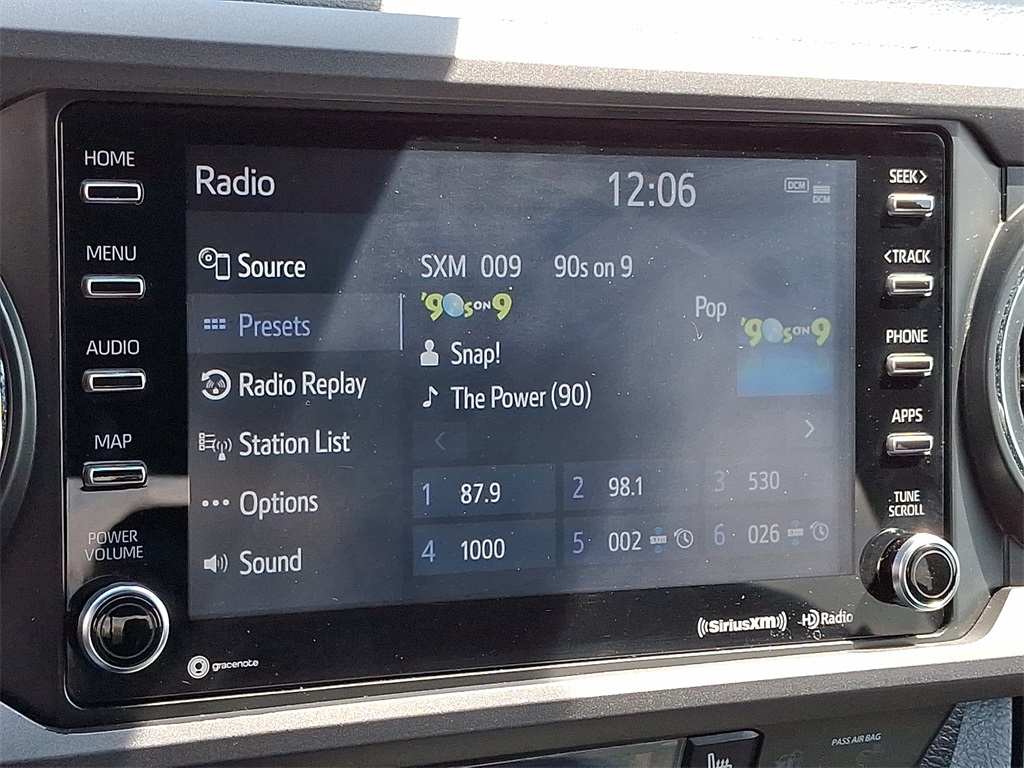 HOME
MENU
AUDIO
MAP
POWER
VOLUME
Radio
12:06
DCM
DCM
Source
Presets
Radio Replay
Station List
Options
Sound
SXM 009 90s on 9
'90s ON 9
Pop
'90s ON 9
Snap!
The Power (90)
1 87.9
2 98.1
3 530
4 1000
5 002 SXM
6 026 SXM
SEEK>
<TRACK
PHONE
APPS
TUNE
SCROLL
gracenote
((SiriusXM))
HD Radio
PASS AIR BAG